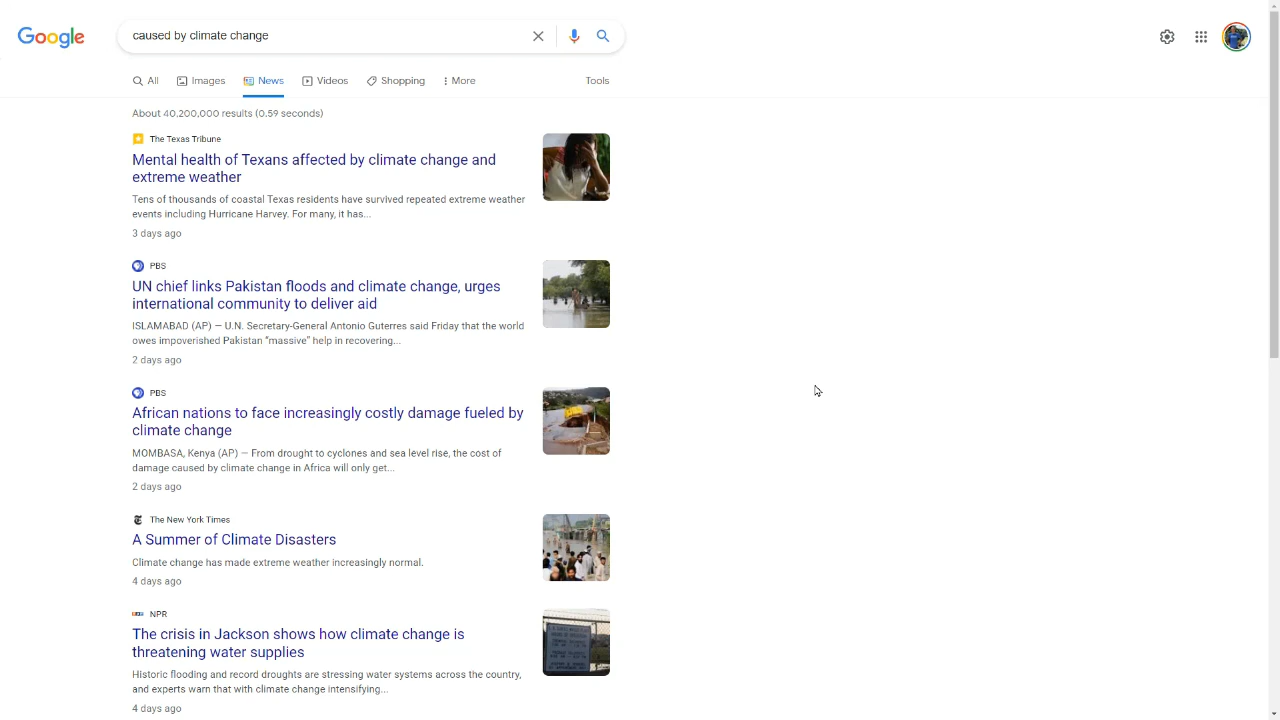 Google
caused by climate change
All
Images
News
Videos
Shopping
More
Tools
About 40,200,000 results (0.59 seconds)
The Texas Tribune
Mental health of Texans affected by climate change and
extreme weather
Tens of thousands of coastal Texas residents have survived repeated extreme weather
events including Hurricane Harvey. For many, it has...
3 days ago
PBS
UN chief links Pakistan floods and climate change, urges
international community to deliver aid
ISLAMABAD (AP) — U.N. Secretary-General Antonio Guterres said Friday that the world
owes impoverished Pakistan “massive” help in recovering...
2 days ago
PBS
African nations to face increasingly costly damage fueled by
climate change
MOMBASA, Kenya (AP) — From drought to cyclones and sea level rise, the cost of
damage caused by climate change in Africa will only get...
2 days ago
The New York Times
A Summer of Climate Disasters
Climate change has made extreme weather increasingly normal.
4 days ago
NPR
The crisis in Jackson shows how climate change is
threatening water supplies
Historic flooding and record droughts are stressing water systems across the country,
and experts warn that with climate change intensifying...
4 days ago